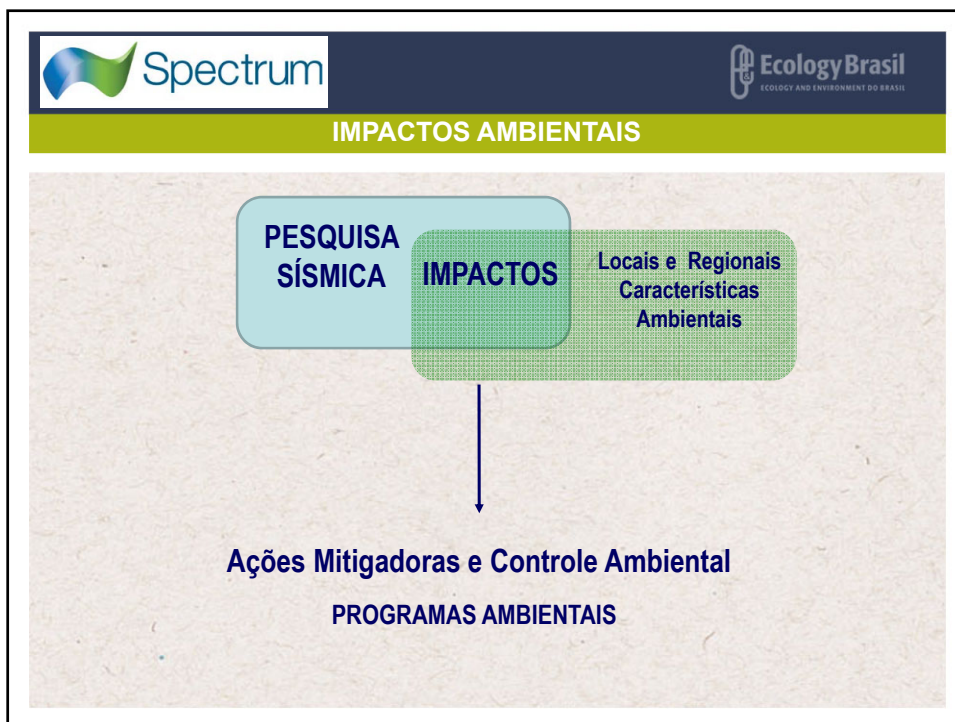 Spectrum
Ecology Brasil
ECOLOGY AND ENVIRONMENT DO BRASIL
IMPACTOS AMBIENTAIS
PESQUISA
SÍSMICA
IMPACTOS
Locais e Regionais
Características
Ambientais
Ações Mitigadoras e Controle Ambiental
PROGRAMAS AMBIENTAIS